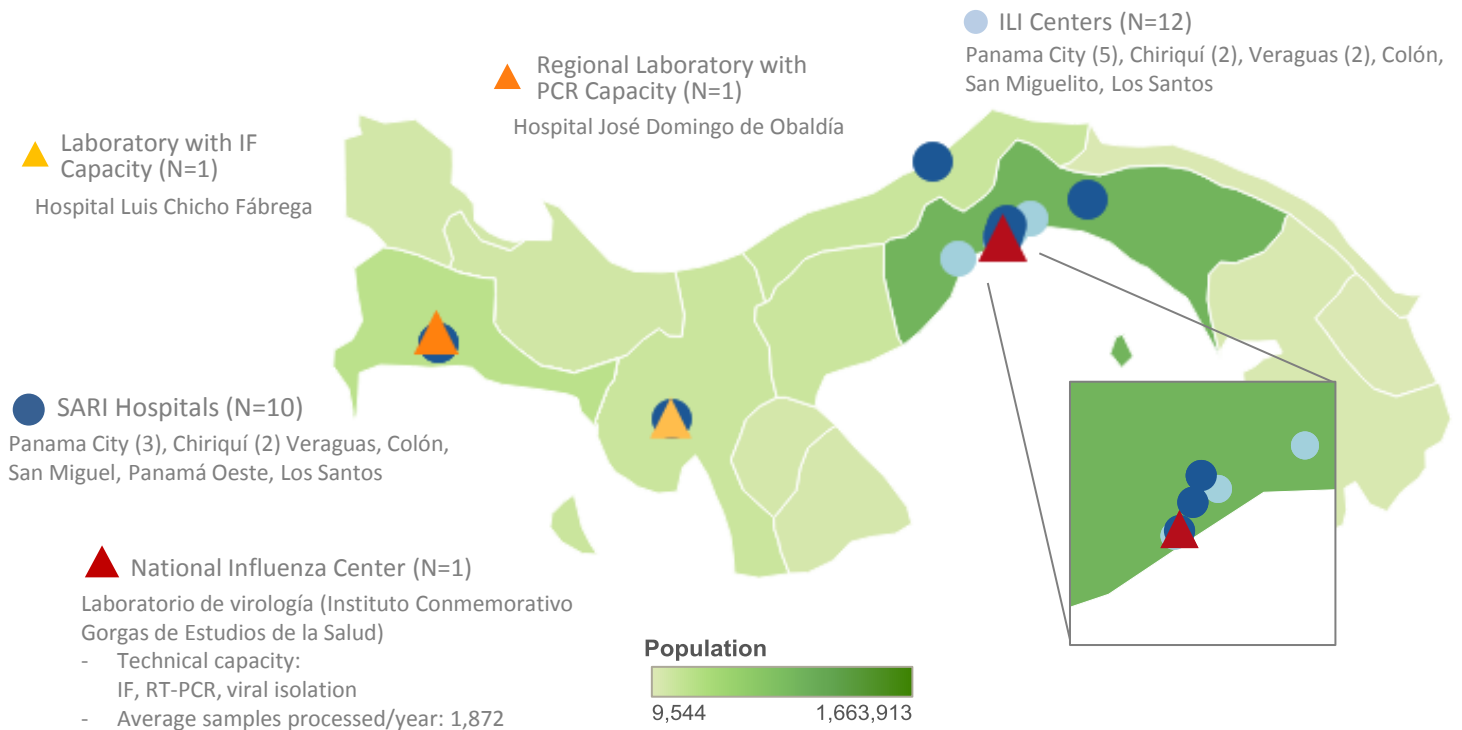 ILI Centers (N=12)
Panama City (5), Chiriquí (2), Veraguas (2), Colón,
San Miguelito, Los Santos
Regional Laboratory with
PCR Capacity (N=1)
Hospital José Domingo de Obaldía
Laboratory with IF
Capacity (N=1)
Hospital Luis Chicho Fábrega
SARI Hospitals (N=10)
Panama City (3), Chiriquí (2) Veraguas, Colón,
San Miguel, Panamá Oeste, Los Santos
National Influenza Center (N=1)
Laboratorio de virología (Instituto Conmemorativo
Gorgas de Estudios de la Salud)
- Technical capacity:
IF, RT-PCR, viral isolation
- Average samples processed/year: 1,872
Population
9,544 1,663,913